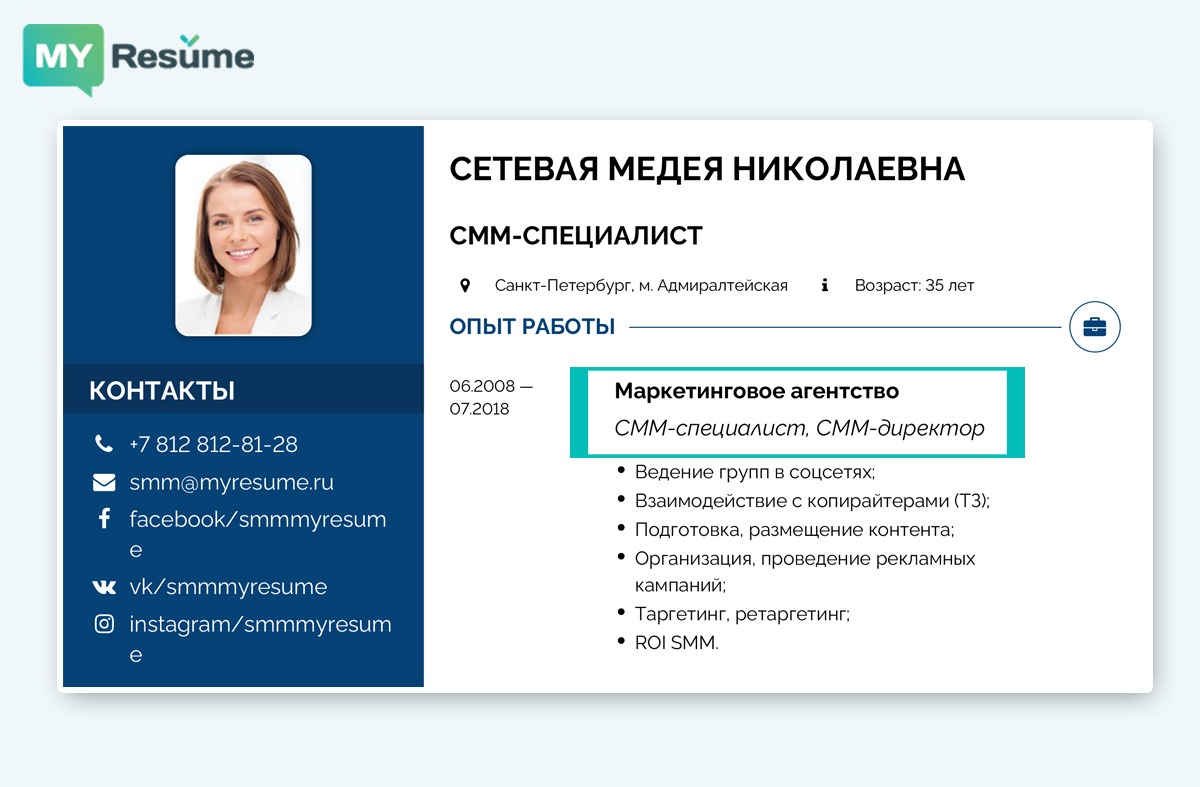 MY Resume
СЕТЕВАЯ МЕДЕЯ НИКОЛАЕВНА
СММ-СПЕЦИАЛИСТ
Санкт-Петербург, м. Адмиралтейская Возраст: 35 лет
ОПЫТ РАБОТЫ
06.2008 —
07.2018
Маркетинговое агентство
СММ-специалист, СММ-директор
Ведение групп в соцсетях;
Взаимодействие с копирайтерами (ТЗ);
Подготовка, размещение контента;
Организация, проведение рекламных
кампаний;
Таргетинг, ретаргетинг;
ROI SMM.
КОНТАКТЫ
+7 812 812-81-28
smm@myresume.ru
facebook/smmmyresum
e
vk/smmmyresume
instagram/smmmyresum
e